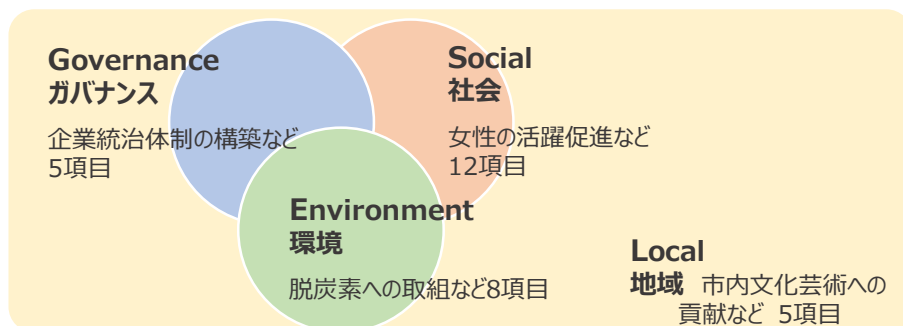 Governance
ガバナンス
企業統治体制の構築など
5項目
Social
社会
女性の活躍促進など
12項目
Environment
環境
脱炭素への取組など8項目
Local
地域 市内文化芸術への
貢献など 5項目